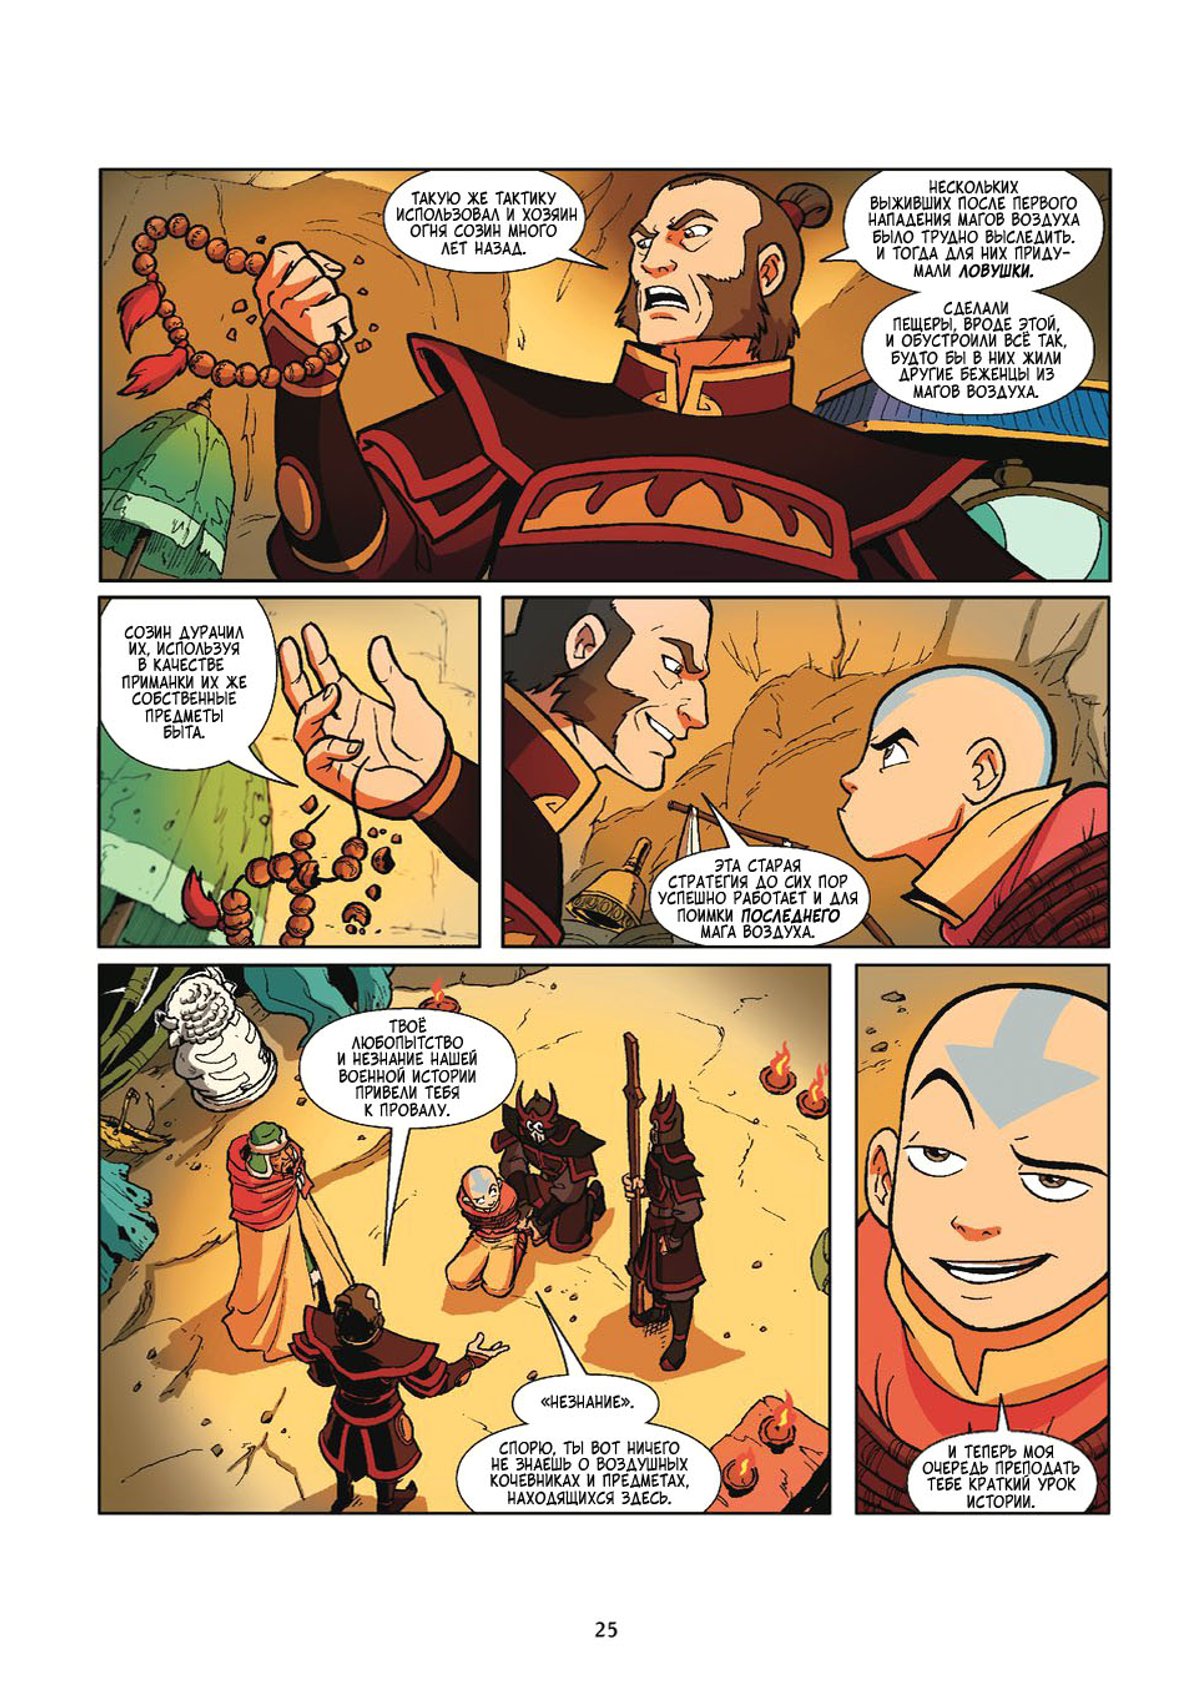 ТАКУЮ ЖЕ ТАКТИКУ
ИСПОЛЬЗОВАЛ И ХОЗЯИН
ОГНЯ СОЗИН МНОГО
ЛЕТ НАЗАД.
НЕСКОЛЬКИХ
ВЫЖИВШИХ ПОСЛЕ ПЕРВОГО
НАПАДЕНИЯ МАГОВ ВОЗДУХА
БЫЛО ТРУДНО ВЫСЛЕДИТЬ.
И ТОГДА ДЛЯ НИХ ПРИДУ-
МАЛИ ЛОВУШКИ.
СДЕЛАЛИ
ПЕЩЕРЫ, ВРОДЕ ЭТОЙ,
И ОБУСТРОИЛИ ВСЁ ТАК,
БУДТО БЫ В НИХ ЖИЛИ
ДРУГИЕ БЕЖЕНЦЫ ИЗ
МАГОВ ВОЗДУХА.
СОЗИН ДУРАЧИЛ
ИХ, ИСПОЛЬЗУЯ
В КАЧЕСТВЕ
ПРИМАНКИ ИХ ЖЕ
СОБСТВЕННЫЕ
ПРЕДМЕТЫ
БЫТА.
ЭТА СТАРАЯ
СТРАТЕГИЯ ДО СИХ ПОР
УСПЕШНО РАБОТАЕТ И ДЛЯ
ПОИМКИ ПОСЛЕДНЕГО
МАГА ВОЗДУХА.
ТВОЁ
ЛЮБОПЫТСТВО
И НЕЗНАНИЕ НАШЕЙ
ВОЕННОЙ ИСТОРИИ
ПРИВЕЛИ ТЕБЯ
К ПРОВАЛУ.
«НЕЗНАНИЕ».
СПОРЮ, ТЫ ВОТ НИЧЕГО
НЕ ЗНАЕШЬ О ВОЗДУШНЫХ
КОЧЕВНИКАХ И ПРЕДМЕТАХ,
НАХОДЯЩИХСЯ ЗДЕСЬ.
И ТЕПЕРЬ МОЯ
ОЧЕРЕДЬ ПРЕПОДАТЬ
ТЕБЕ КРАТКИЙ УРОК
ИСТОРИИ.
25